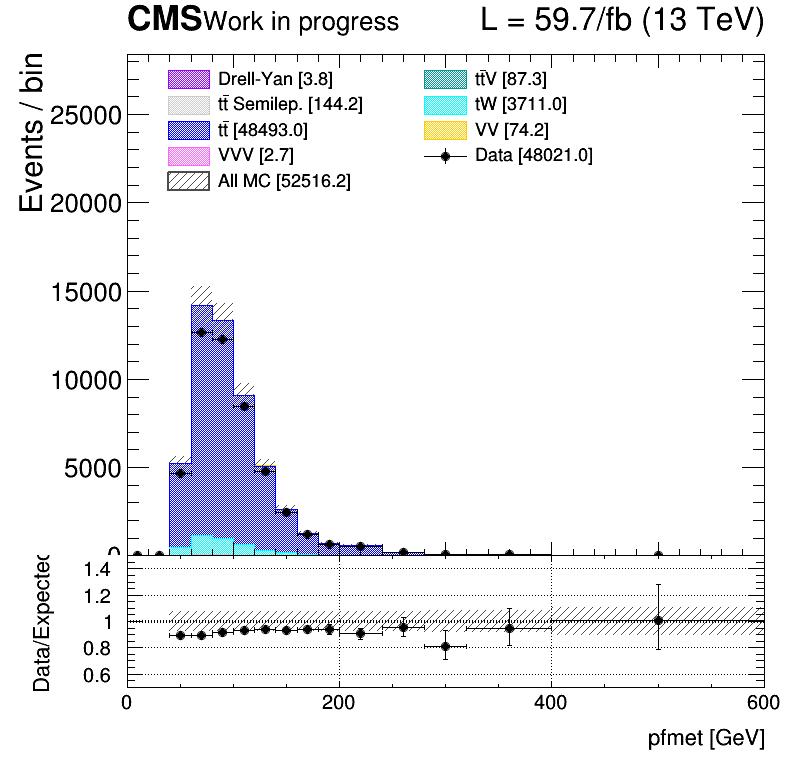 CMS Work in progress L = 59.7/fb (13 TeV)
Events / bin
Drell-Yan [3.8]
tt̄ Semilep. [144.2]
tt̄ [48493.0]
VVV [2.7]
All MC [52516.2]
tt̄V [87.3]
tW [3711.0]
VV [74.2]
Data [48021.0]
25000
20000
15000
10000
5000
0
Data/Expected
1.4
1.2
1
0.8
0.6
0 200 400 600
pfmet [GeV]